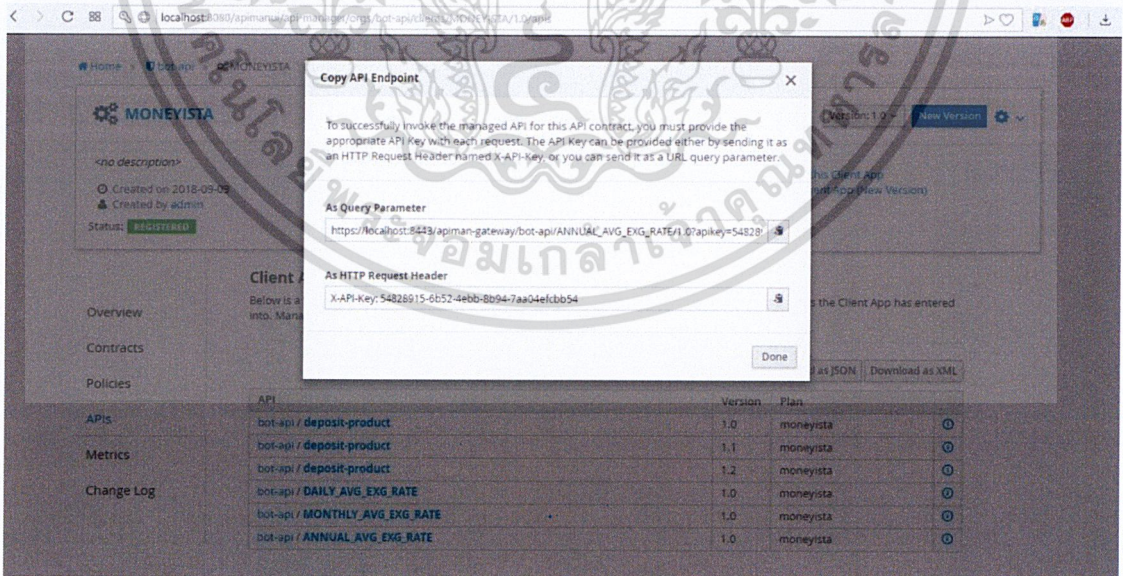 localhost:8080/apimanui/api-manager/orgs/bot-api/clients/MONEYISTA/1.0/apis
Home > bot-api MONEYISTA
Copy API Endpoint
MONEYISTA
Version: 1.0
New Version
To successfully invoke the managed API for this API contract, you must provide the
appropriate API Key with each request. The API Key can be provided either by sending it as
an HTTP Request Header named X-API-Key, or you can send it as a URL query parameter.
<no description>
this Client App
Created on 2018-09-09
Client App (New Version)
Created by admin
Status: REGISTERED
As Query Parameter
https://localhost:8443/apiman-gateway/bot-api/ANNUAL_AVG_EXG_RATE/1.0?apikey=54828
As HTTP Request Header
X-API-Key: 54828915-6b52-4ebb-8b94-7aa04efcbb54
Client
Below is a
s the Client App has entered
into. Mana
Done
Overview
Contracts
Policies
APIs
Metrics
Change Log
as JSON
Download as XML
API Version Plan
bot-api / deposit-product 1.0 moneyista
bot-api / deposit-product 1.1 moneyista
bot-api / deposit-product 1.2 moneyista
bot-api / DAILY_AVG_EXG_RATE 1.0 moneyista
bot-api / MONTHLY_AVG_EXG_RATE 1.0 moneyista
bot-api / ANNUAL_AVG_EXG_RATE 1.0 moneyista